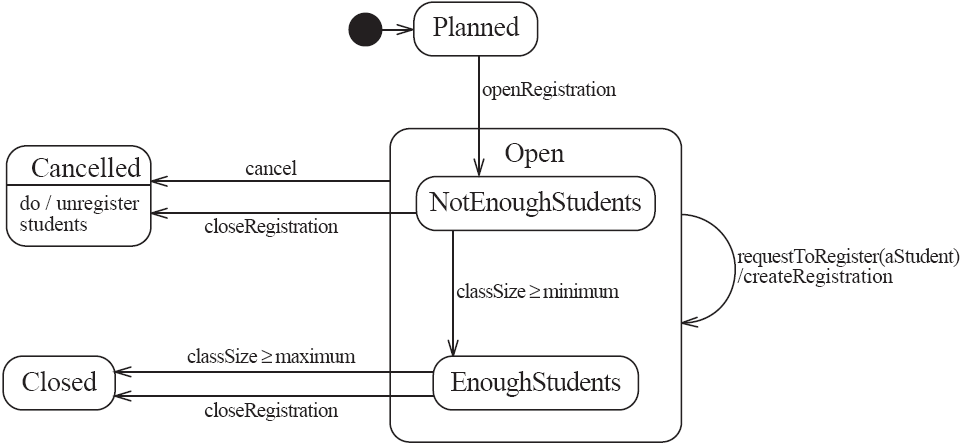 Planned
openRegistration
Open
Cancelled
cancel
do / unregister
students
NotEnoughStudents
closeRegistration
requestToRegister(aStudent)
/createRegistration
classSize ≥ minimum
classSize ≥ maximum
Closed
EnoughStudents
closeRegistration